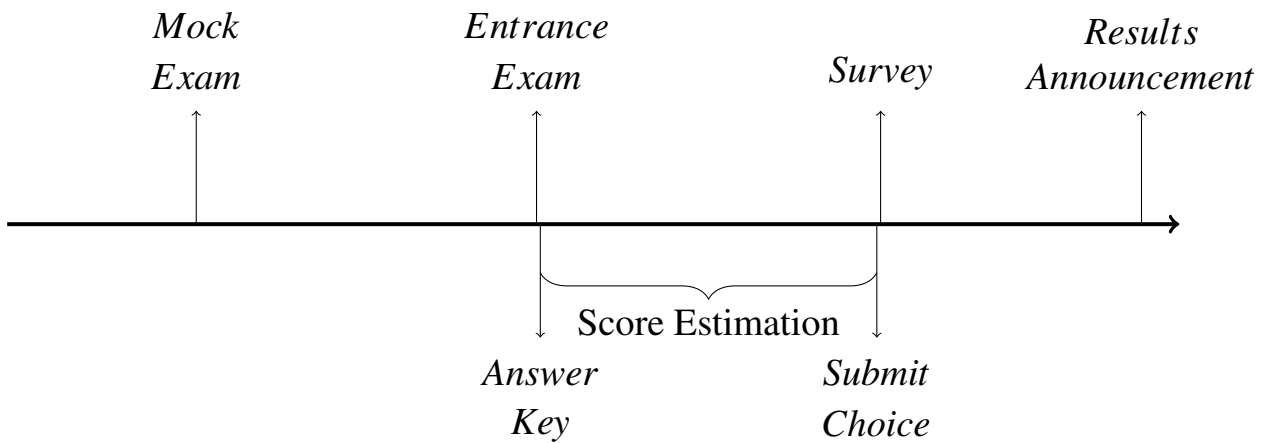 Mock
Exam
Entrance
Exam
Survey
Results
Announcement
Score Estimation
Answer
Key
Submit
Choice